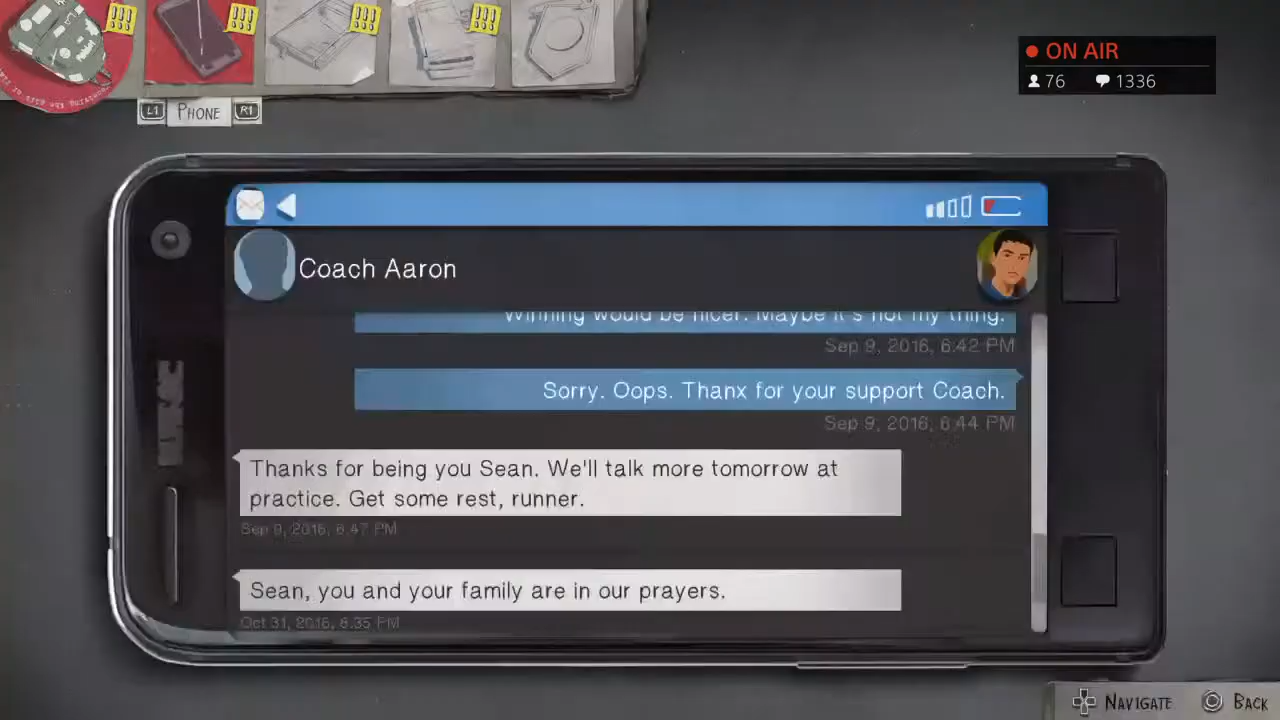 ON AIR
76 1336
L1 PHONE R1
Coach Aaron
Winning would be nicer. Maybe it's not my thing.
Sep 9, 2016, 6:42 PM
Sorry. Oops. Thanx for your support Coach.
Sep 9, 2016, 6:44 PM
Thanks for being you Sean. We'll talk more tomorrow at
practice. Get some rest, runner.
Sep 9, 2016, 6:47 PM
Sean, you and your family are in our prayers.
Oct 31, 2016, 8:35 PM
NAVIGATE BACK